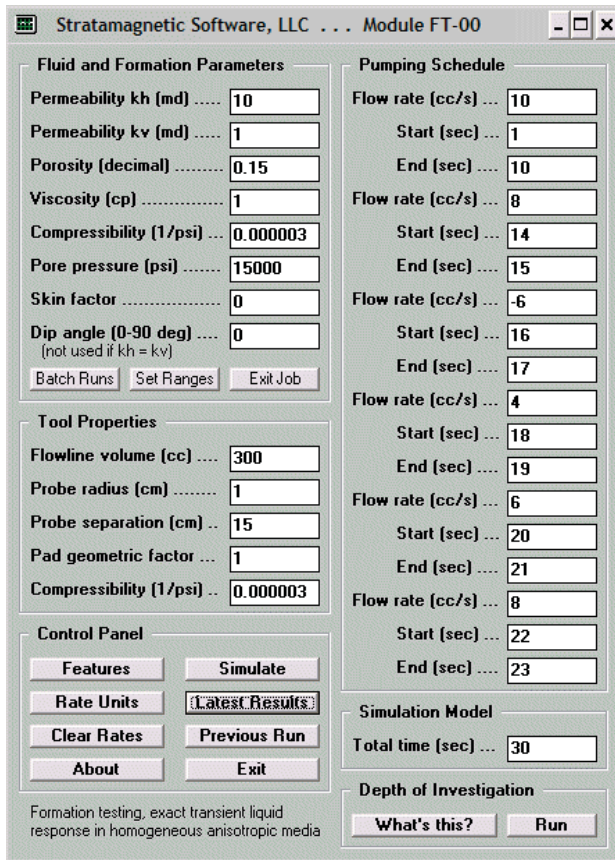 Stratamagnetic Software, LLC . . . Module FT-00
Fluid and Formation Parameters
Permeability kh (md) ..... 10
Permeability kv (md) ..... 1
Porosity (decimal) ........... 0.15
Viscosity (cp) .............. 1
Compressibility (1/psi) ... 0.000003
Pore pressure (psi) ....... 15000
Skin factor .................... 0
Dip angle (0-90 deg) .... 0
(not used if kh = kv)
Batch Runs Set Ranges Exit Job
Tool Properties
Flowline volume (cc) .... 300
Probe radius (cm) ........ 1
Probe separation (cm) .. 15
Pad geometric factor ... 1
Compressibility (1/psi) .. 0.000003
Control Panel
Features Simulate
Rate Units Latest Results
Clear Rates Previous Run
About Exit
Formation testing, exact transient liquid
response in homogeneous anisotropic media
Pumping Schedule
Flow rate (cc/s) ... 10
Start (sec) ... 1
End (sec) .... 10
Flow rate (cc/s) ... 8
Start (sec) ... 14
End (sec) .... 15
Flow rate (cc/s) ... -6
Start (sec) ... 16
End (sec) .... 17
Flow rate (cc/s) ... 4
Start (sec) ... 18
End (sec) .... 19
Flow rate (cc/s) ... 6
Start (sec) ... 20
End (sec) .... 21
Flow rate (cc/s) ... 8
Start (sec) ... 22
End (sec) .... 23
Simulation Model
Total time (sec) ... 30
Depth of Investigation
What's this? Run